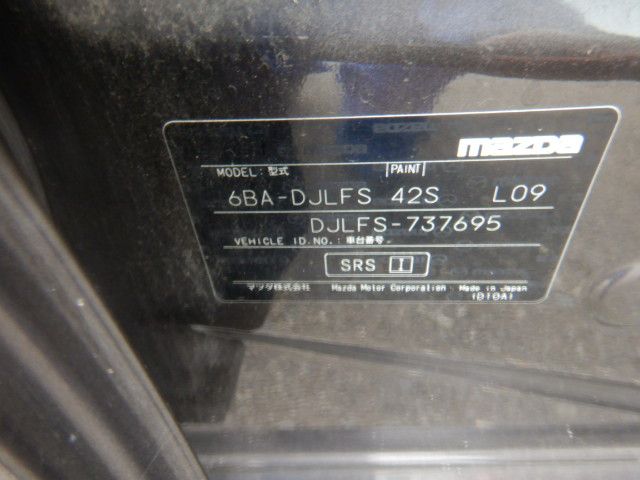 mazda
MODEL: 型式 PAINT
6BA-DJLFS 42S L09
DJLFS-737695
VEHICLE ID.NO.: 車台番号
SRS I
マツダ株式会社 Mazda Motor Corporation Made in Japan
(D10A)